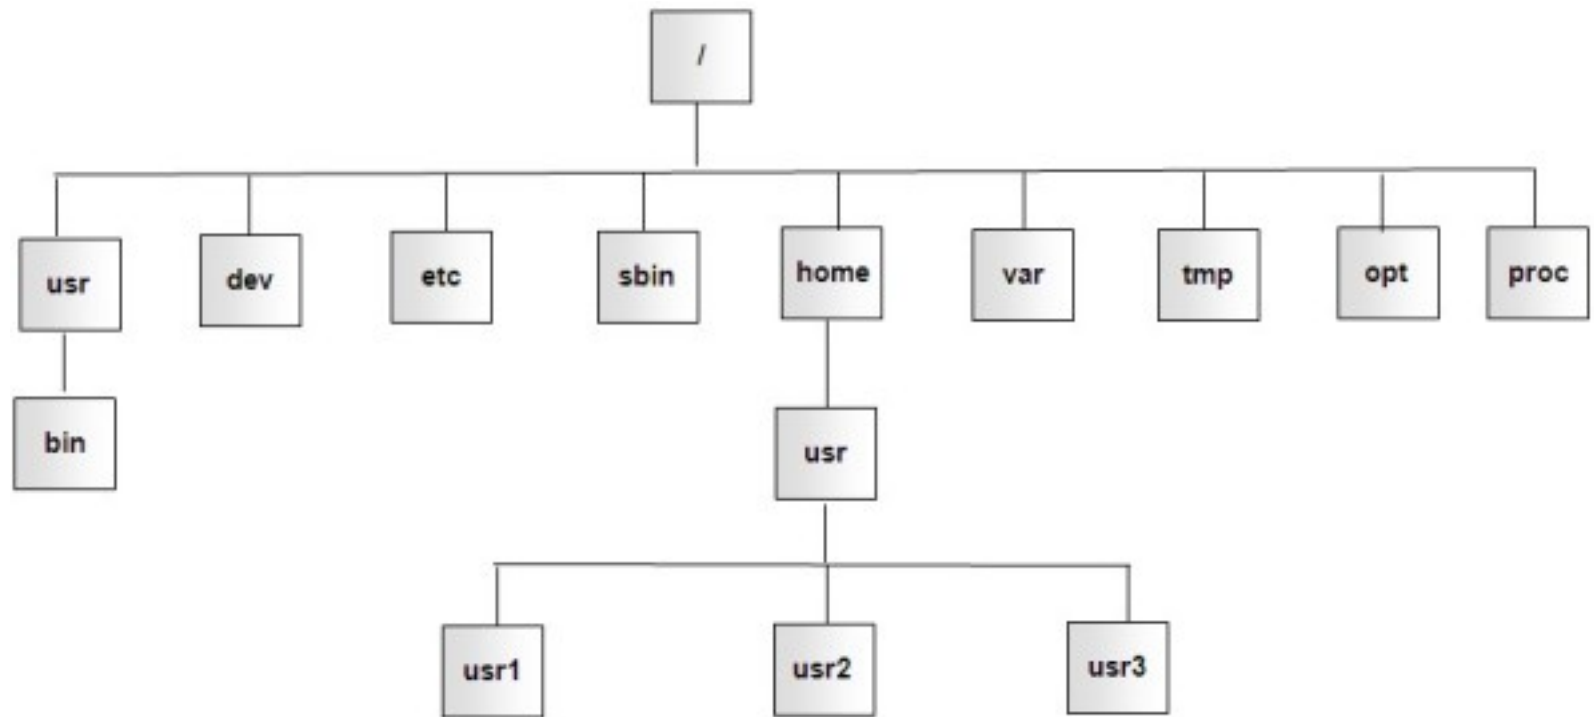 /
usr
dev
etc
sbin
home
var
tmp
opt
proc
bin
usr
usr1
usr2
usr3